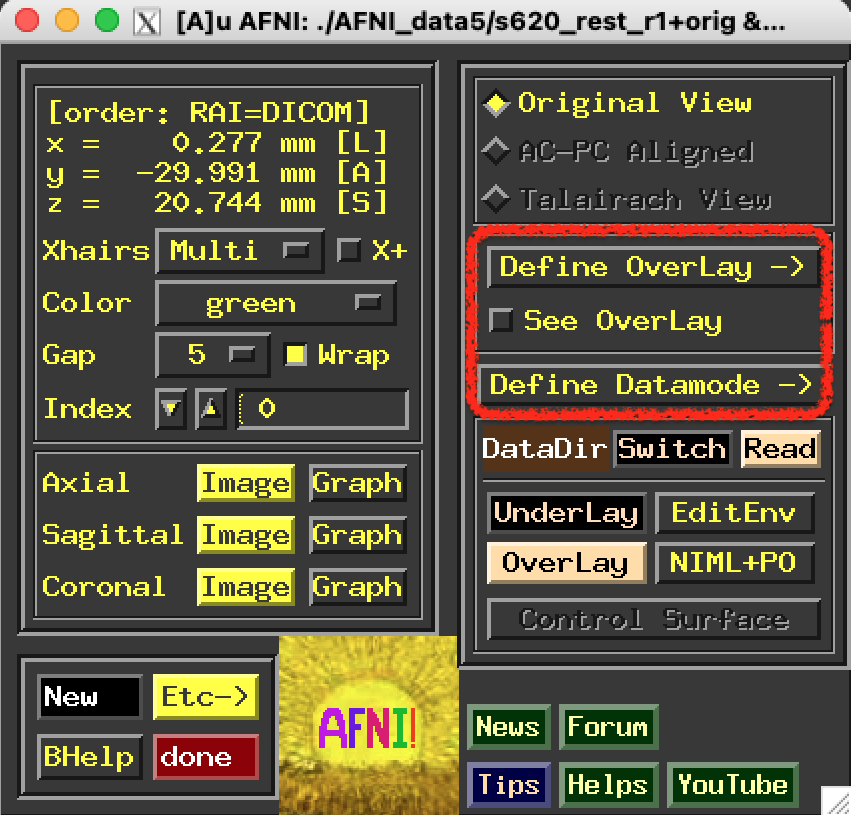 [A]u AFNI: ./AFNI_data5/s620_rest_r1+orig &...
[order: RAI=DICOM]
x = 0.277 mm [L]
y = -29.991 mm [A]
z = 20.744 mm [S]
Xhairs Multi X+
Color green
Gap 5 Wrap
Index 0
Axial Image Graph
Sagittal Image Graph
Coronal Image Graph
Original View
AC-PC Aligned
Talairach View
Define OverLay ->
See OverLay
Define Datamode ->
DataDir Switch Read
UnderLay EditEnv
OverLay NIML+PO
Control Surface
New Etc->
BHelp done
AFNI!
News Forum
Tips Helps YouTube